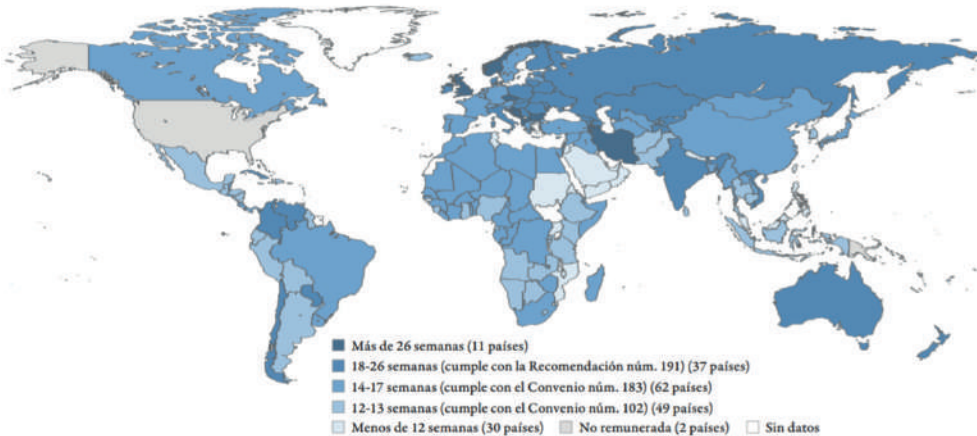 Más de 26 semanas (11 países)
18-26 semanas (cumple con la Recomendación núm. 191) (37 países)
14-17 semanas (cumple con el Convenio núm. 183) (62 países)
12-13 semanas (cumple con el Convenio núm. 102) (49 países)
Menos de 12 semanas (30 países) No remunerada (2 países) Sin datos